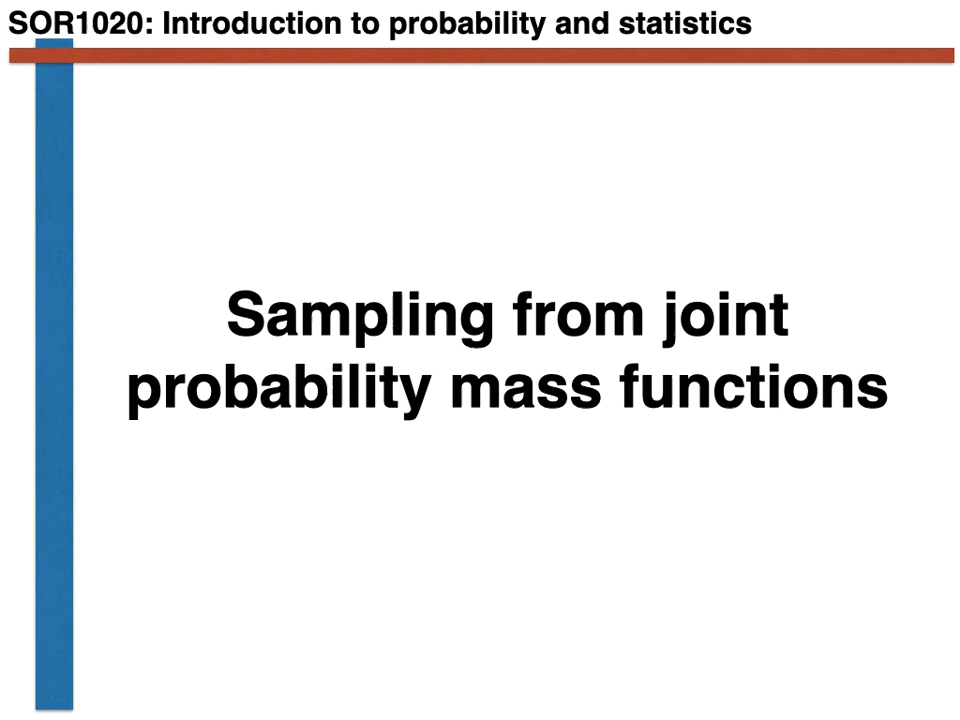 SOR1020: Introduction to probability and statistics
Sampling from joint
probability mass functions